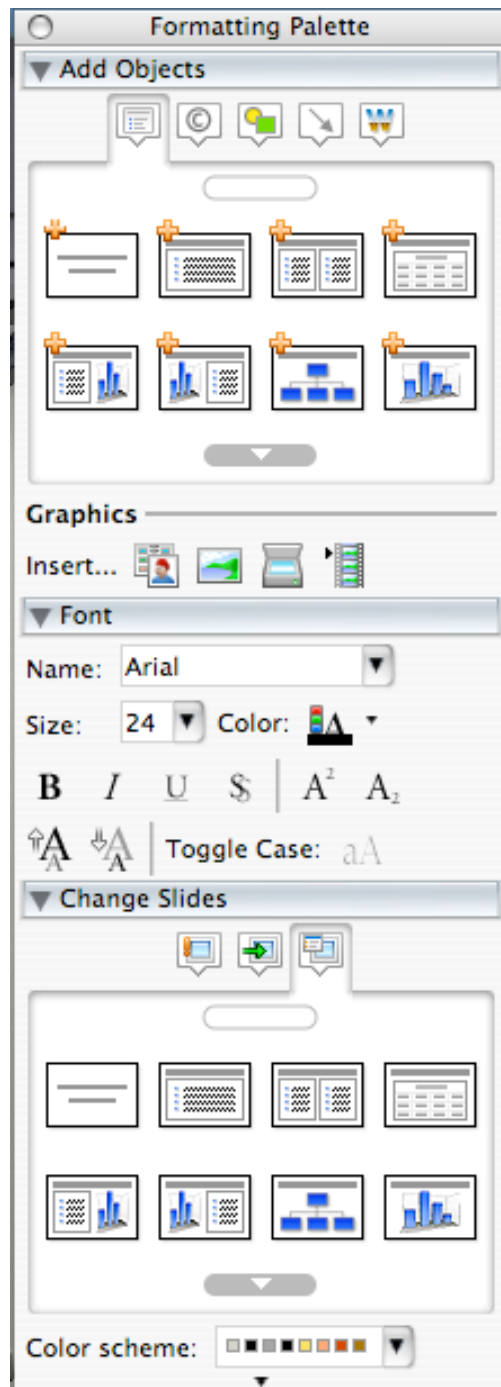 Formatting Palette
Add Objects
©
W
Graphics
Insert...
Font
Name: Arial
Size: 24 Color: A
B I U S A² A₂
A A A A Toggle Case: aA
Change Slides
Color scheme: